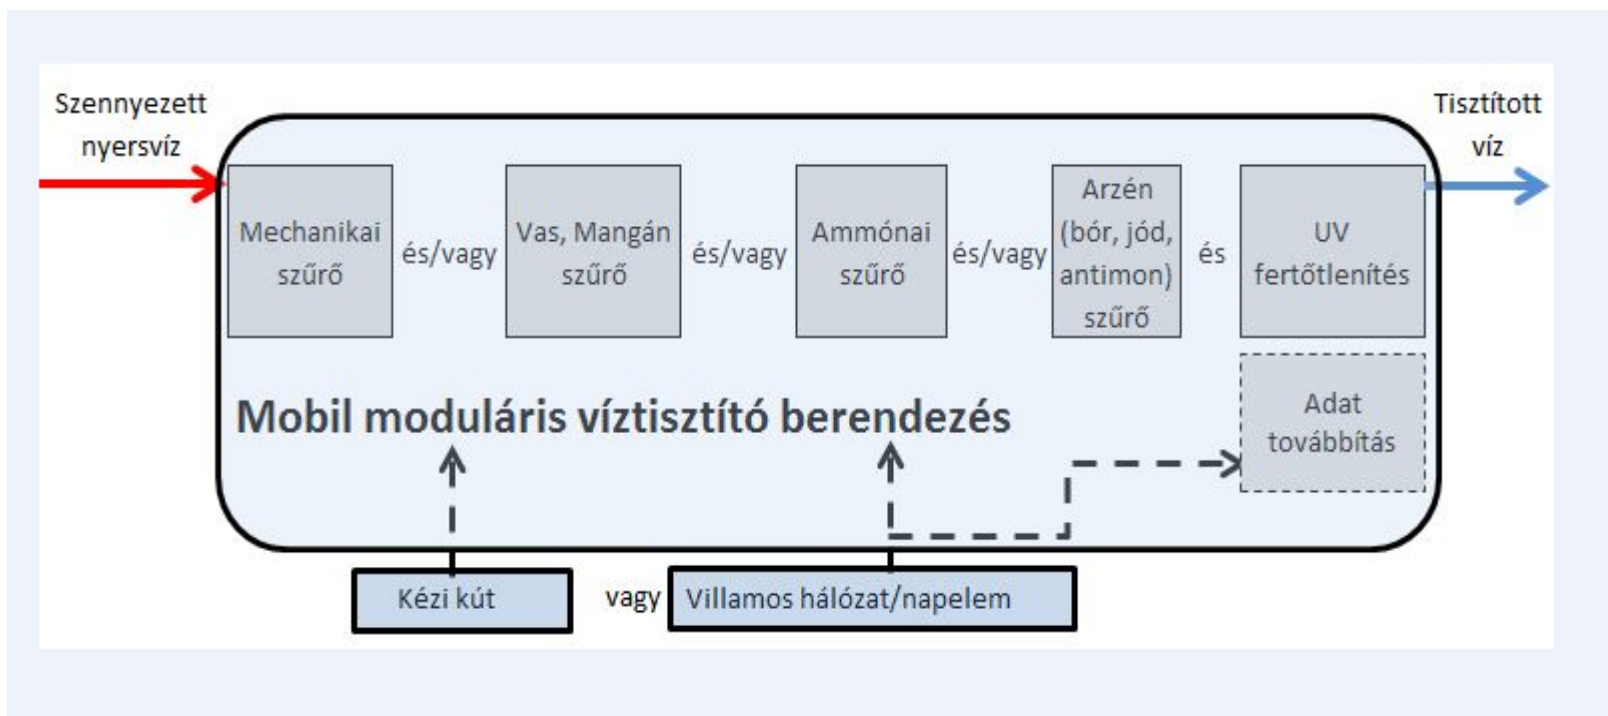 Szennyezett
nyersvíz
Tisztított
víz
Mechanikai
szűrő
és/vagy
Vas, Mangán
szűrő
és/vagy
Ammónai
szűrő
és/vagy
Arzén
(bór, jód,
antimon)
szűrő
és
UV
fertőtlenítés
Mobil moduláris víztisztító berendezés
Adat
továbbítás
Kézi kút
vagy
Villamos hálózat/napelem